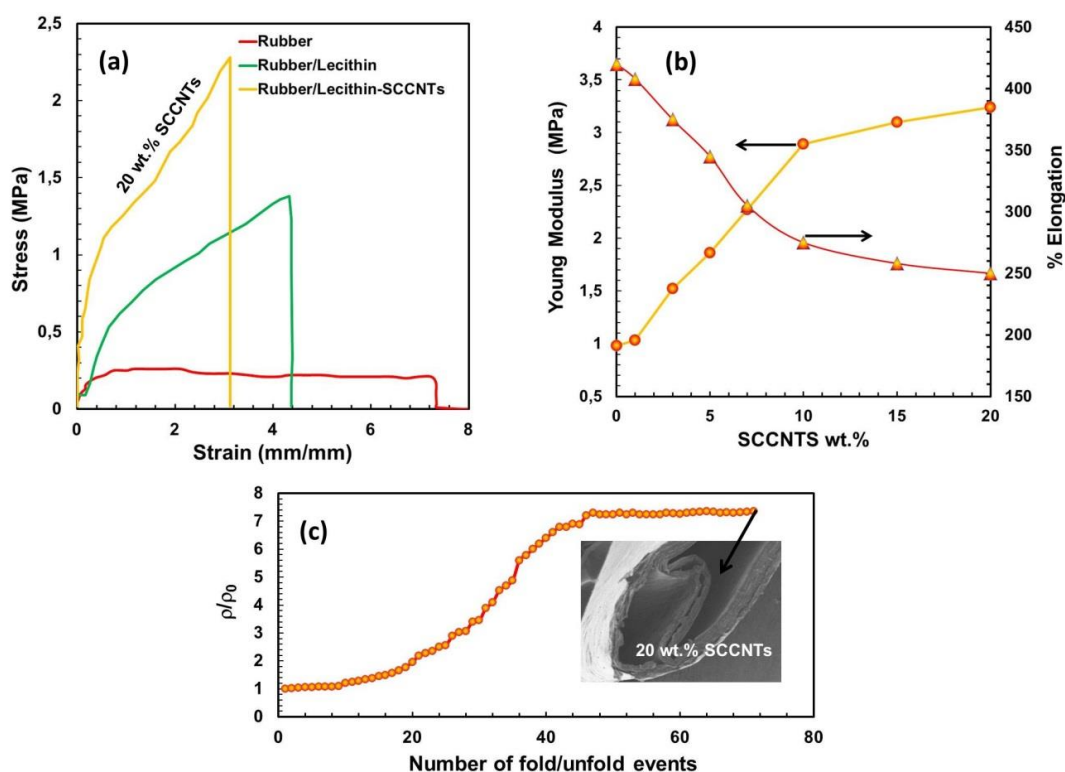 (a)
Rubber
Rubber/Lecithin
Rubber/Lecithin-SCCNTs
20 wt.% SCCNTs
Stress (MPa)
2,5
2
1,5
1
0,5
0
0 2 4 6 8
Strain (mm/mm)
(b)
Young Modulus (MPa)
4
3,5
3
2,5
2
1,5
1
0,5
450
400
350
300
250
200
150
% Elongation
0 5 10 15 20
SCCNTS wt.%
(c)
ρ/ρ0
8
7
6
5
4
3
2
1
0
20 wt.% SCCNTs
0 20 40 60 80
Number of fold/unfold events